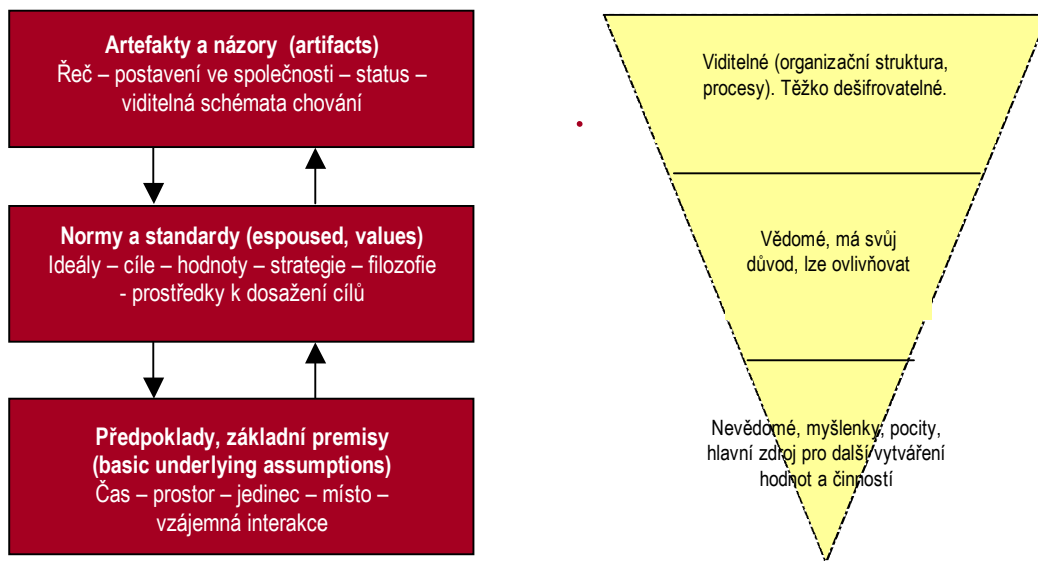 Artefakty a názory (artifacts)
Řeč – postavení ve společnosti – status –
viditelná schémata chování
Viditelné (organizační struktura,
procesy). Těžko dešifrovatelné.
Normy a standardy (espoused, values)
Ideály – cíle – hodnoty – strategie – filozofie
- prostředky k dosažení cílů
Vědomé, má svůj
důvod, lze ovlivňovat
Předpoklady, základní premisy
(basic underlying assumptions)
Čas – prostor – jedinec – místo –
vzájemná interakce
Nevědomé, myšlenky, pocity,
hlavní zdroj pro další vytváření
hodnot a činností